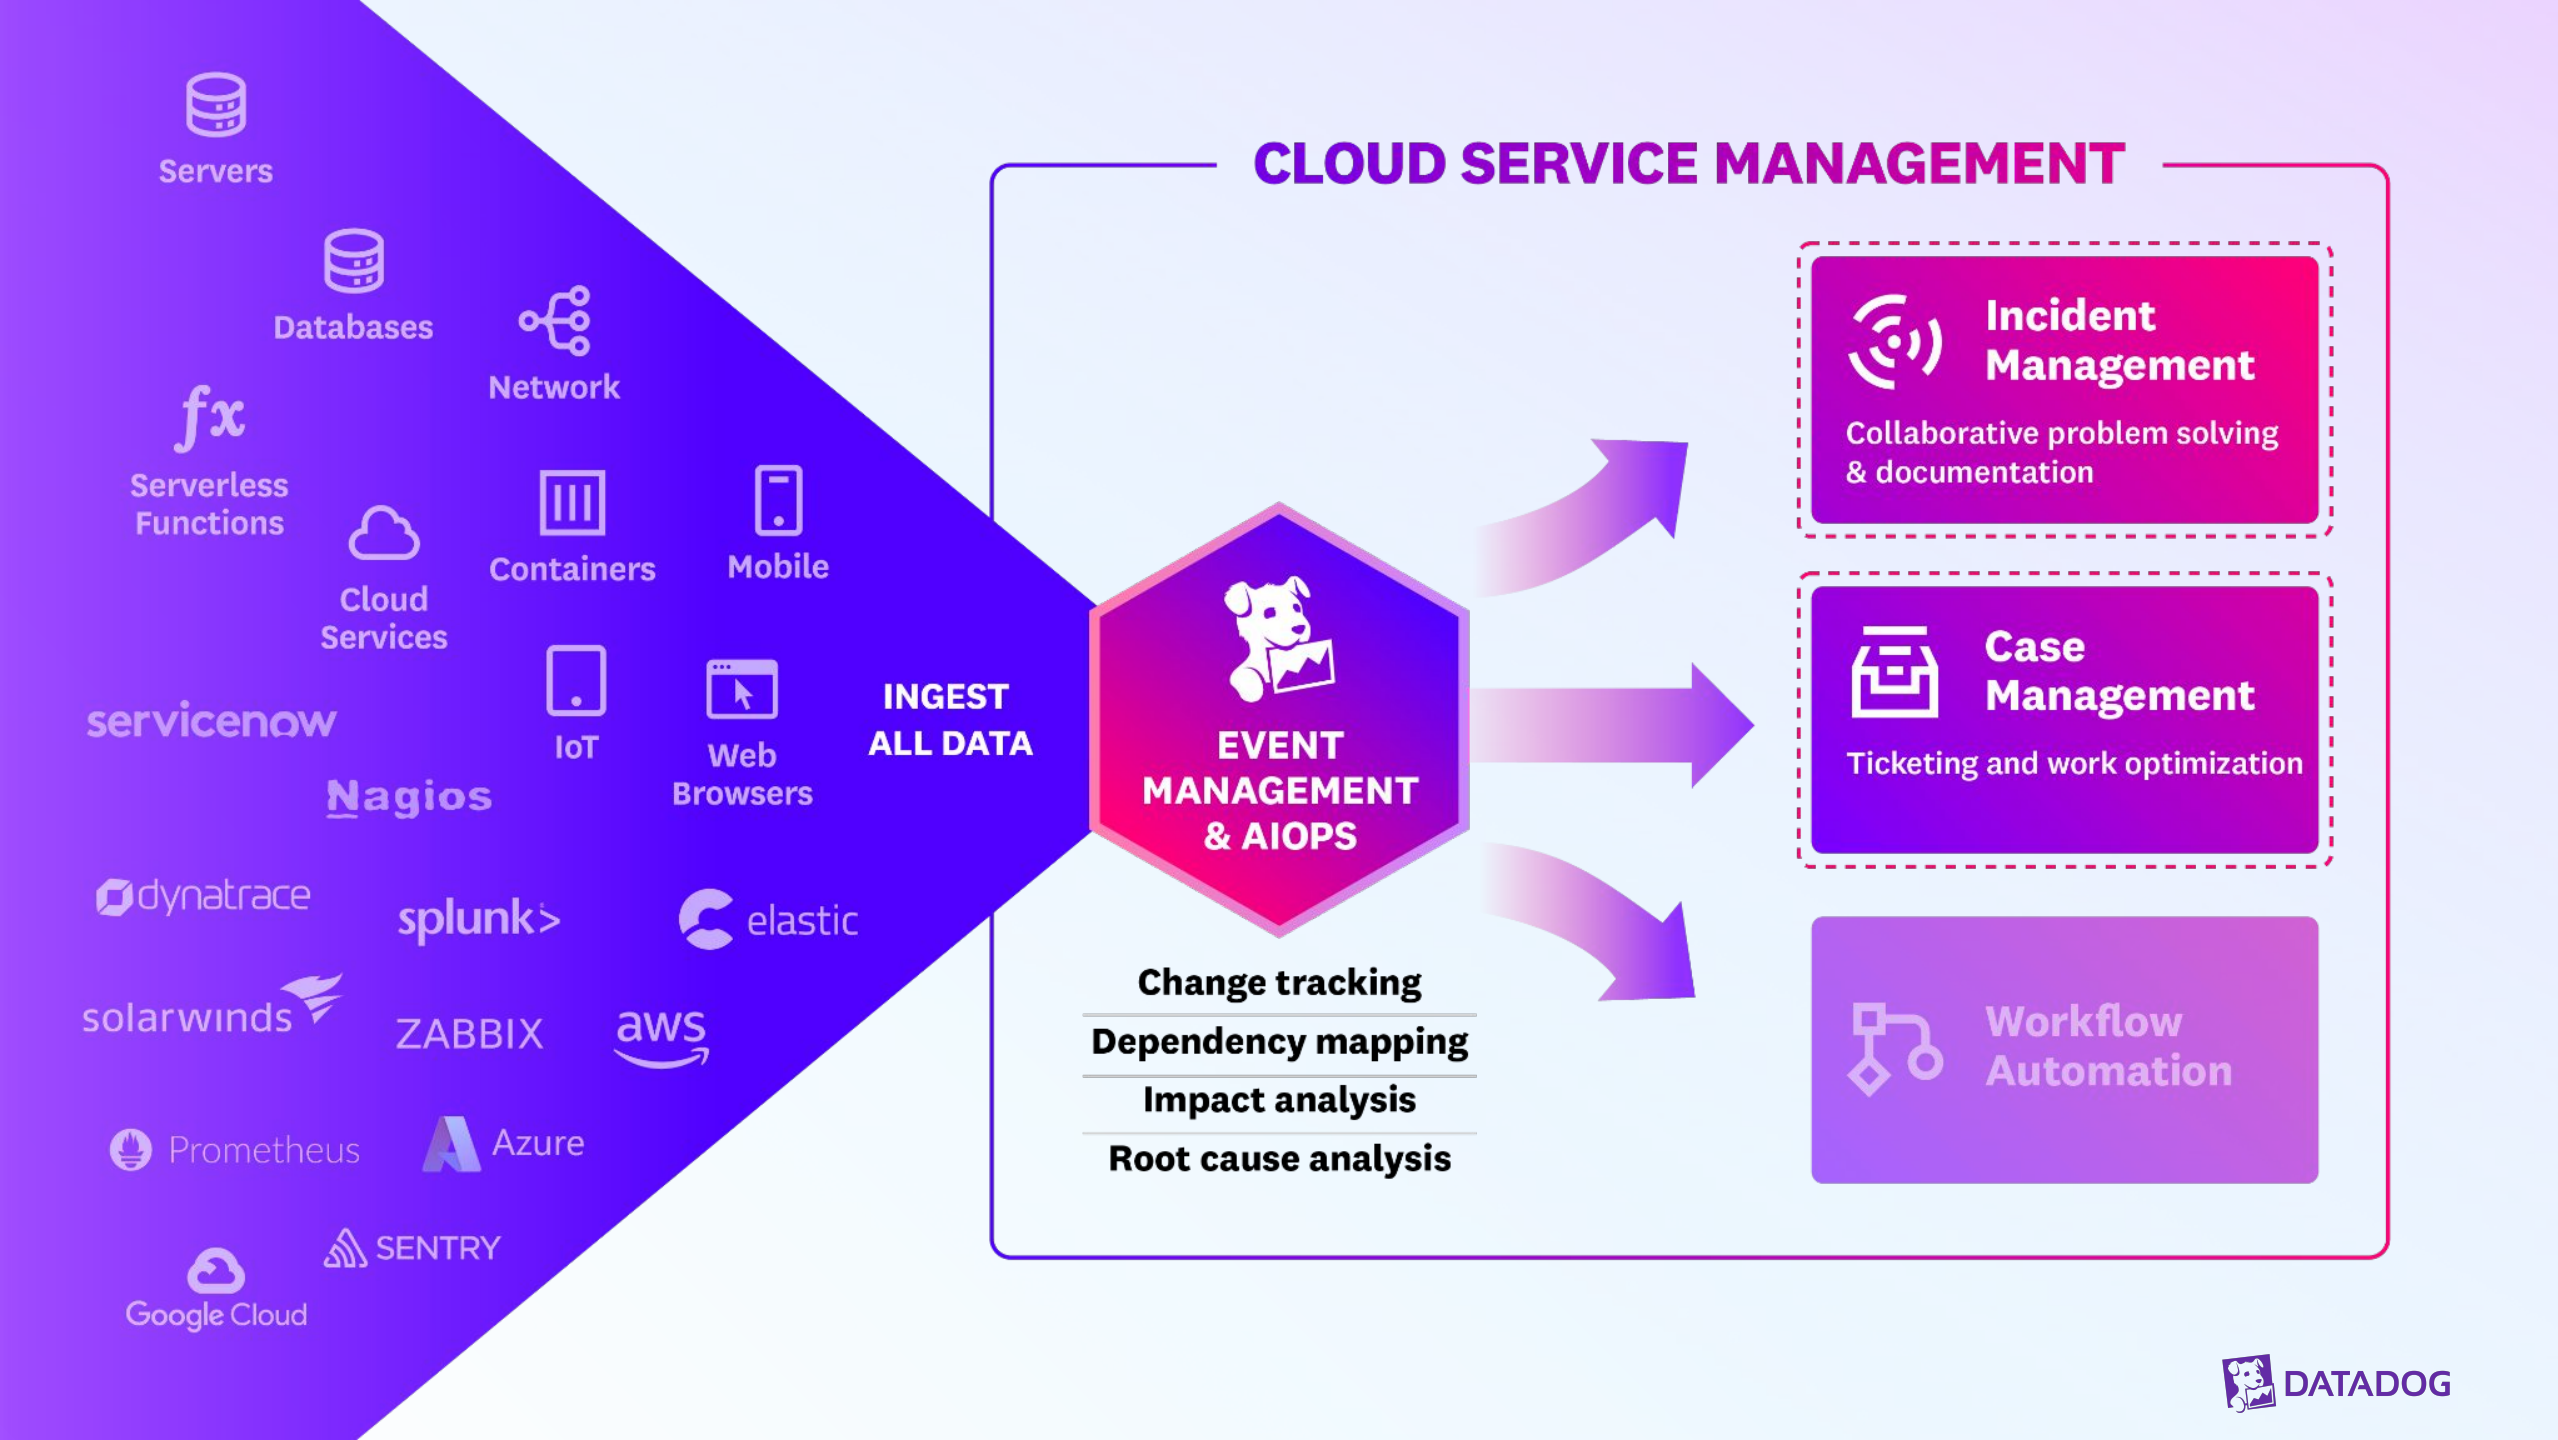 Servers
Databases
Network
fx
Serverless
Functions
Cloud
Services
Containers
Mobile
servicenow
IoT
Web
Browsers
Nagios
dynatrace
splunk>
elastic
solarwinds
ZABBIX
aws
Prometheus
Azure
SENTRY
Google Cloud
INGEST
ALL DATA
CLOUD SERVICE MANAGEMENT
EVENT
MANAGEMENT
& AIOPS
Change tracking
Dependency mapping
Impact analysis
Root cause analysis
Incident
Management
Collaborative problem solving
& documentation
Case
Management
Ticketing and work optimization
Workflow
Automation
DATADOG